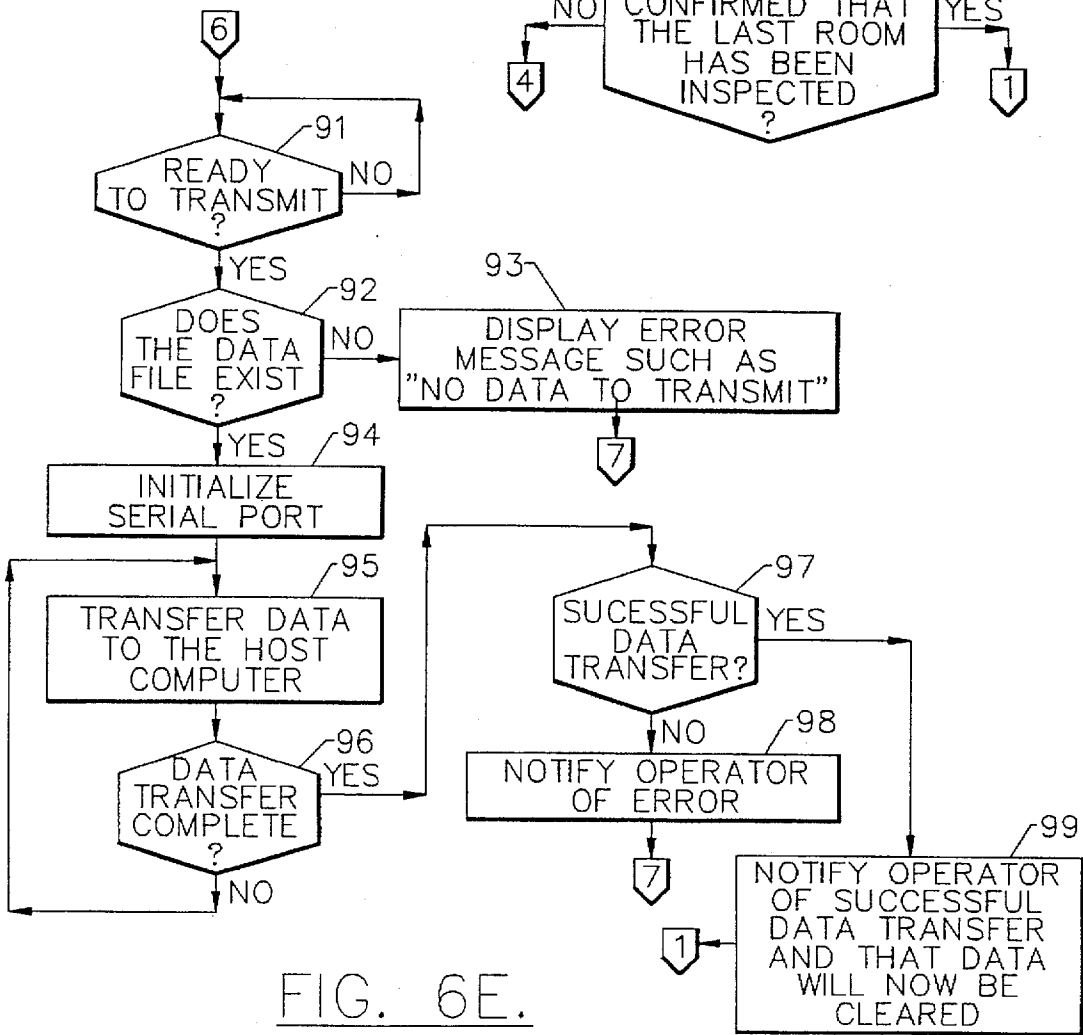 6
NO
CONFIRMED THAT
THE LAST ROOM
HAS BEEN
INSPECTED
?
YES
4
1
91
READY
TO TRANSMIT
?
NO
YES
92
DOES
THE DATA
FILE EXIST
?
NO
93
DISPLAY ERROR
MESSAGE SUCH AS
"NO DATA TO TRANSMIT"
7
YES
94
INITIALIZE
SERIAL PORT
95
TRANSFER DATA
TO THE HOST
COMPUTER
96
DATA
TRANSFER
COMPLETE
?
YES
NO
97
SUCESSFUL
DATA
TRANSFER?
YES
NO
98
NOTIFY OPERATOR
OF ERROR
7
99
NOTIFY OPERATOR
OF SUCCESSFUL
DATA TRANSFER
AND THAT DATA
WILL NOW BE
CLEARED
1
FIG. 6E.